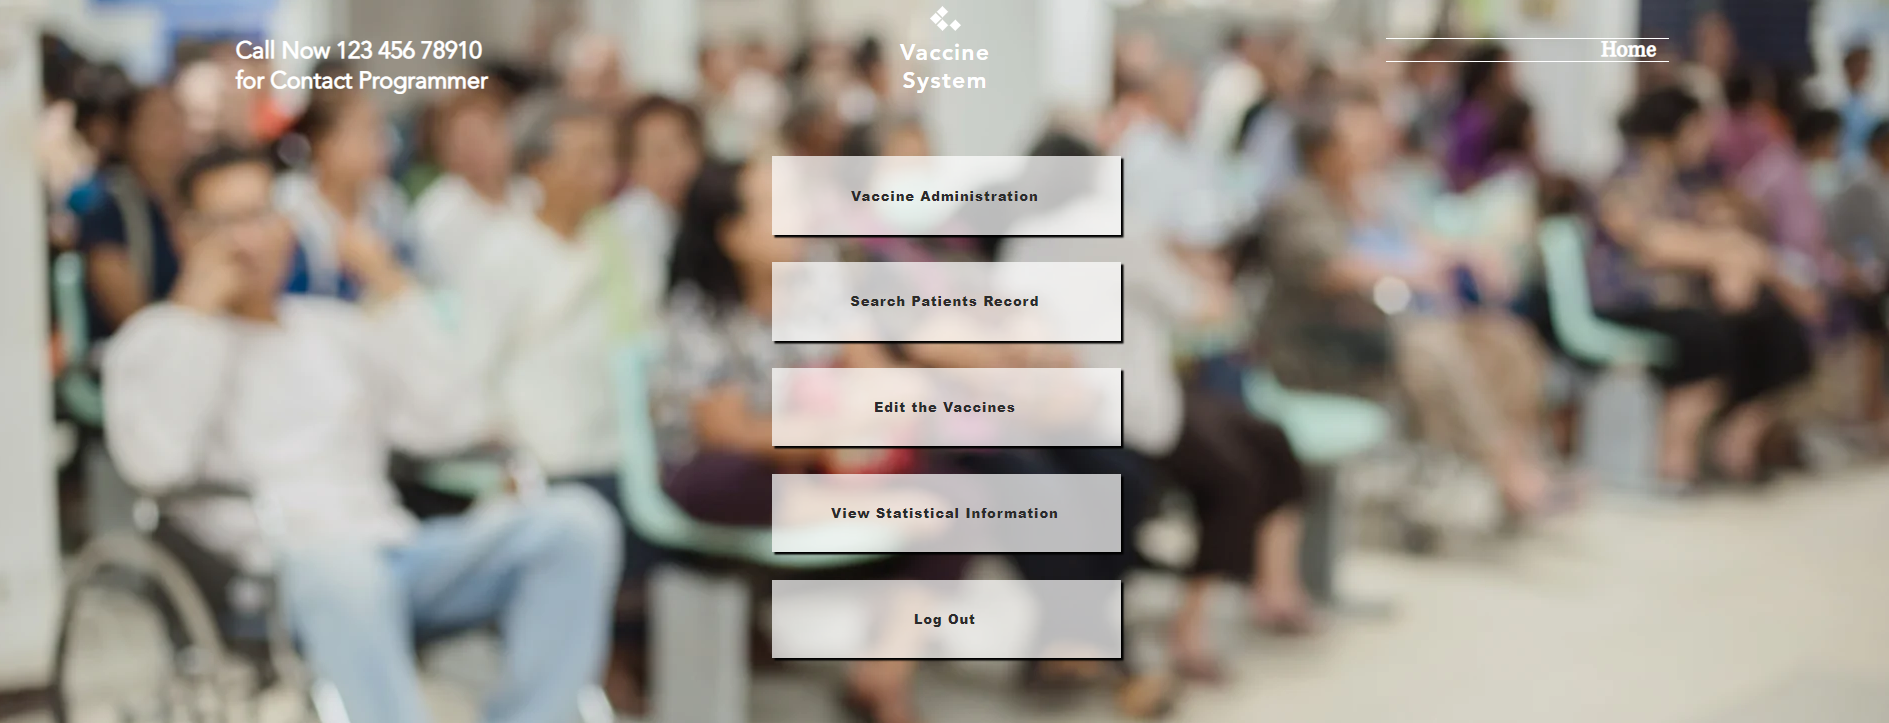 Call Now 123 456 78910
for Contact Programmer
Vaccine
System
Home
Vaccine Administration
Search Patients Record
Edit the Vaccines
View Statistical Information
Log Out